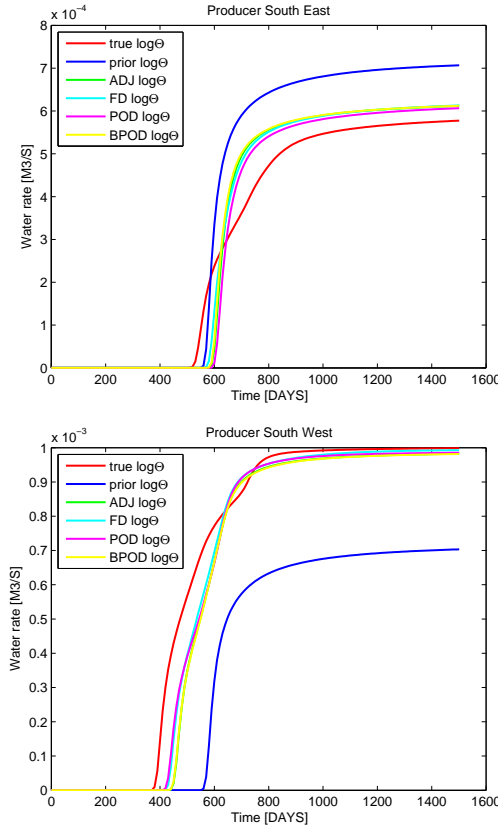 Producer South East
x 10⁻⁴
8
7
6
5
4
3
2
1
0
Water rate [M3/S]
true logΘ
prior logΘ
ADJ logΘ
FD logΘ
POD logΘ
BPOD logΘ
0 200 400 600 800 1000 1200 1400 1600
Time [DAYS]
Producer South West
x 10⁻³
1
0.9
0.8
0.7
0.6
0.5
0.4
0.3
0.2
0.1
0
Water rate [M3/S]
true logΘ
prior logΘ
ADJ logΘ
FD logΘ
POD logΘ
BPOD logΘ
0 200 400 600 800 1000 1200 1400 1600
Time [DAYS]